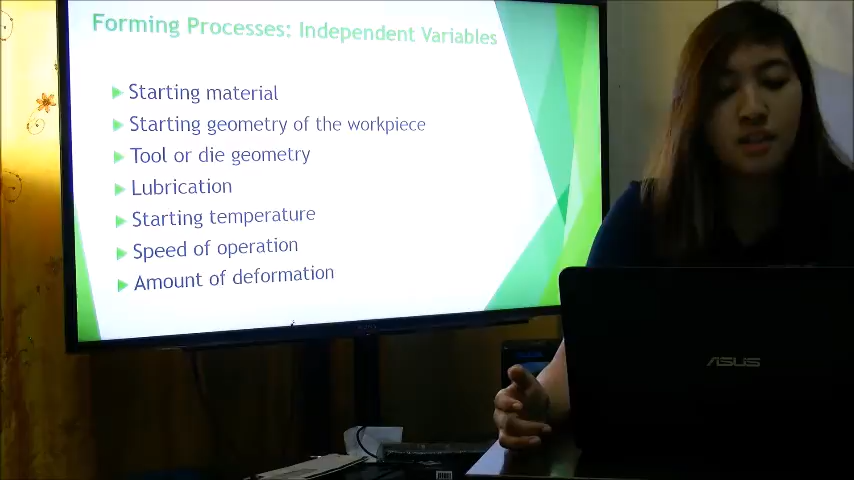 Forming Processes: Independent Variables
Starting material
Starting geometry of the workpiece
Tool or die geometry
Lubrication
Starting temperature
Speed of operation
Amount of deformation
ASUS